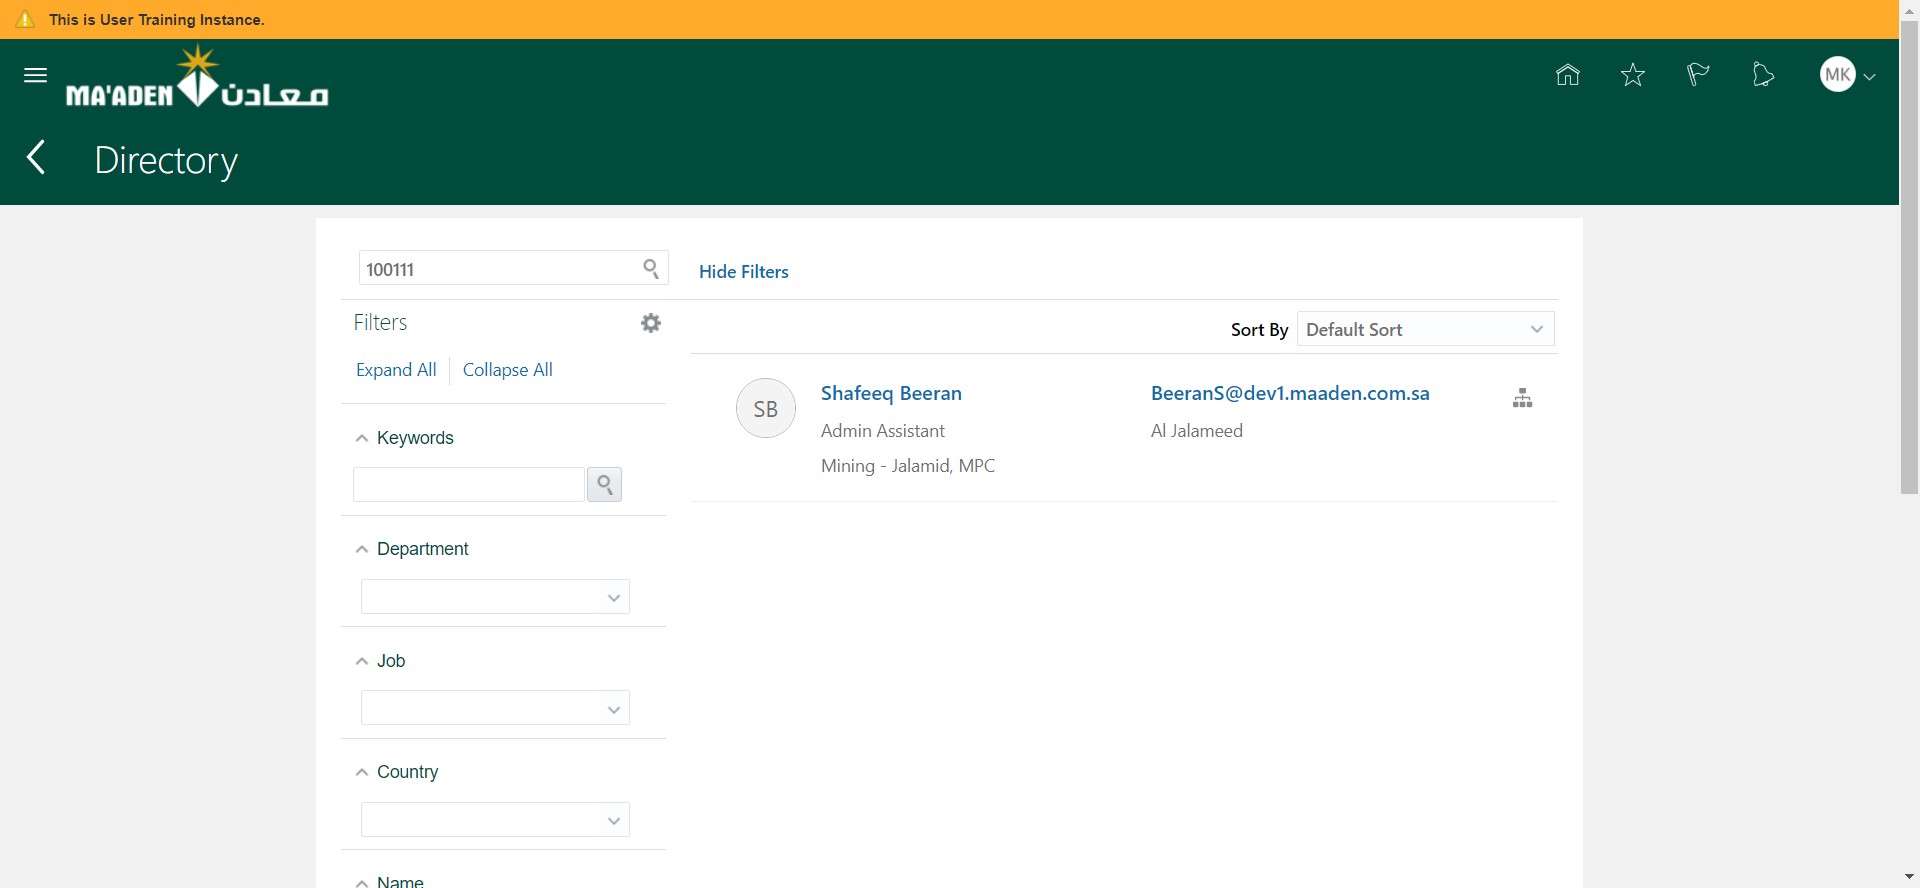 This is User Training Instance.
MA'ADEN معادن
MK
Directory
100111
Hide Filters
Filters
Sort By Default Sort
Expand All Collapse All
SB
Shafeeq Beeran BeeranS@dev1.maaden.com.sa
Admin Assistant Al Jalameed
Mining - Jalamid, MPC
Keywords
Department
Job
Country
Name